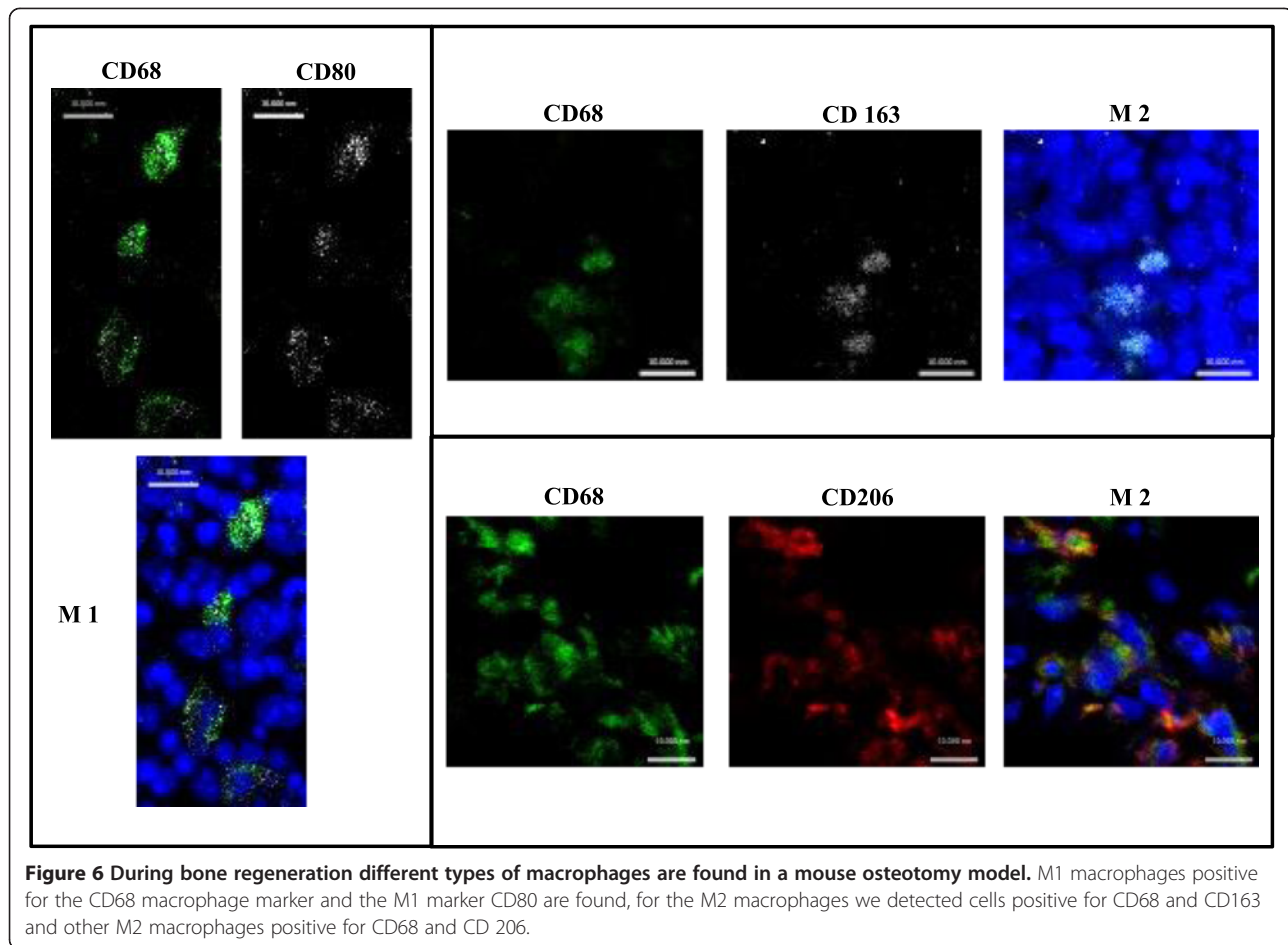 CD68 CD80
M 1
CD68 CD 163 M 2
CD68 CD206 M 2
Figure 6 During bone regeneration different types of macrophages are found in a mouse osteotomy model. M1 macrophages positive
for the CD68 macrophage marker and the M1 marker CD80 are found, for the M2 macrophages we detected cells positive for CD68 and CD163
and other M2 macrophages positive for CD68 and CD 206.